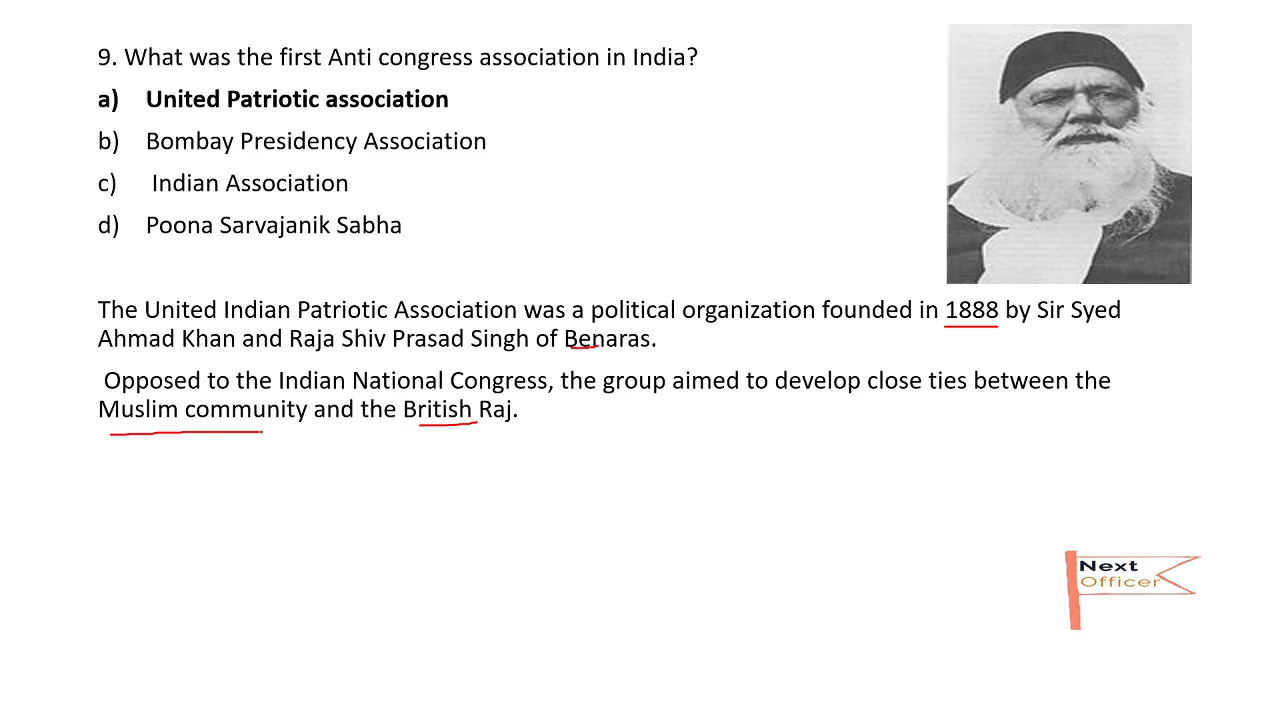 9. What was the first Anti congress association in India?
a) United Patriotic association
b) Bombay Presidency Association
c) Indian Association
d) Poona Sarvajanik Sabha
The United Indian Patriotic Association was a political organization founded in 1888 by Sir Syed
Ahmad Khan and Raja Shiv Prasad Singh of Benaras.
Opposed to the Indian National Congress, the group aimed to develop close ties between the
Muslim community and the British Raj.
Next
Officer